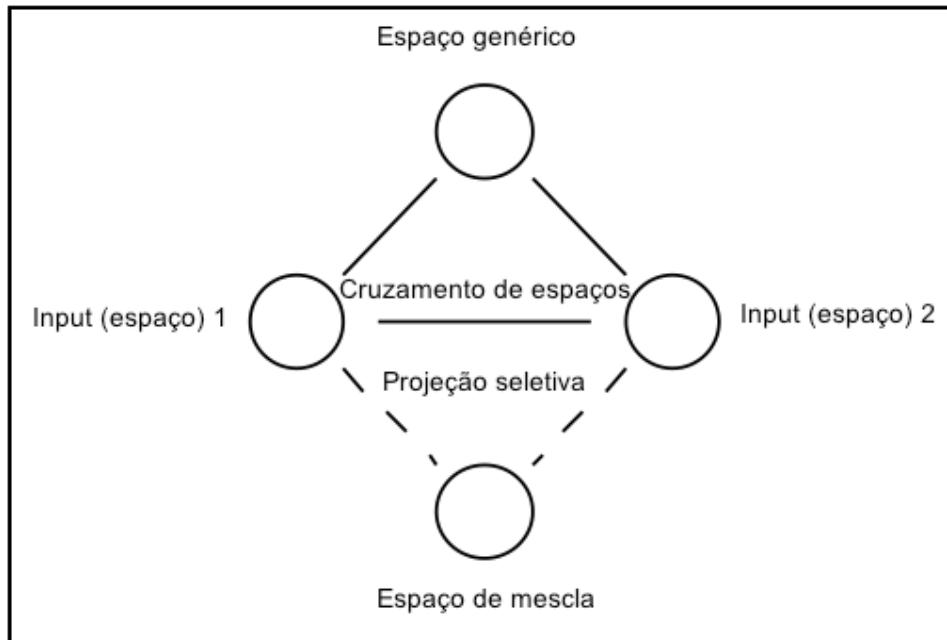 Espaço genérico
Cruzamento de espaços
Input (espaço) 1
Input (espaço) 2
Projeção seletiva
Espaço de mescla